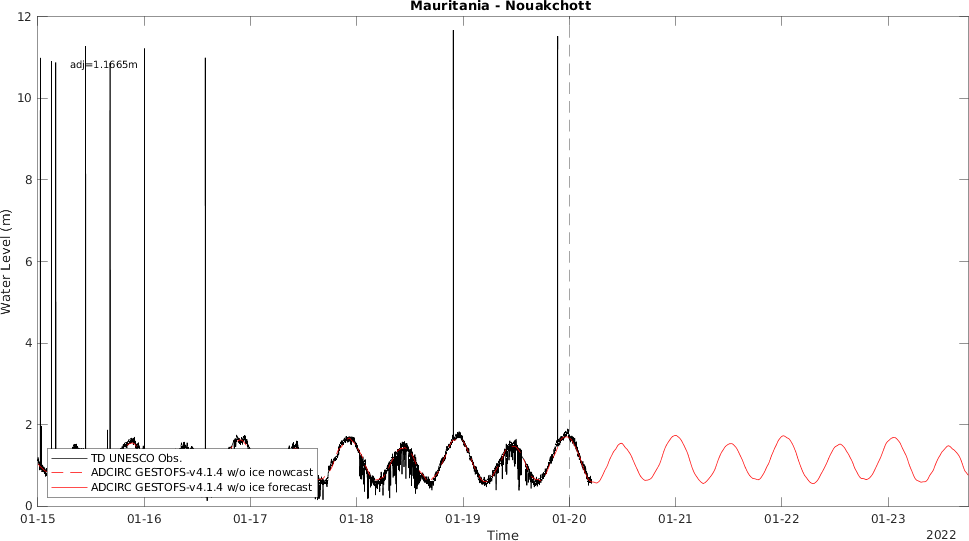 Mauritania - Nouakchott
12
10
8
6
4
2
0
Water Level (m)
adj=1.1665m
TD UNESCO Obs.
ADCIRC GESTOFS-v4.1.4 w/o ice nowcast
ADCIRC GESTOFS-v4.1.4 w/o ice forecast
01-15 01-16 01-17 01-18 01-19 01-20 01-21 01-22 01-23
Time
2022